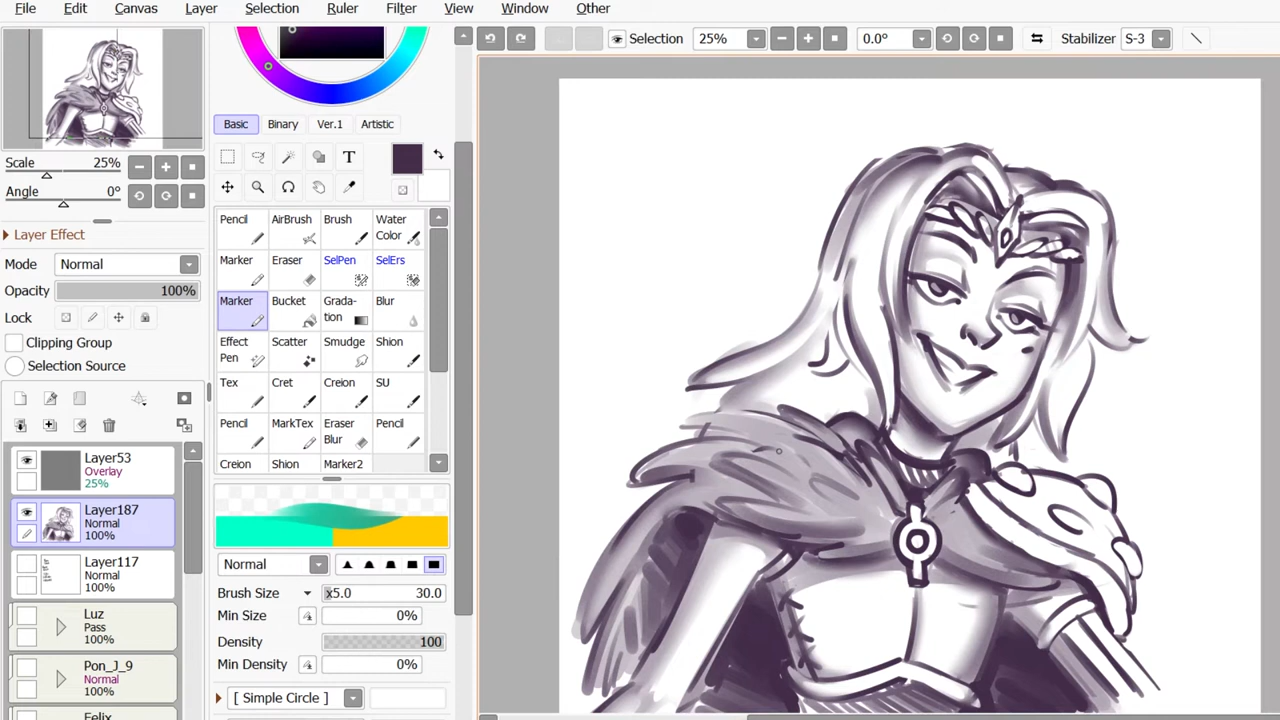 File Edit Canvas Layer Selection Ruler Filter View Window Other
Selection 25% 0.0° Stabilizer S-3
Scale 25%
Angle 0°
Layer Effect
Mode Normal
Opacity 100%
Lock
Clipping Group
Selection Source
Layer53
Overlay
25%
Layer187
Normal
100%
Layer117
Normal
100%
Luz
Pass
100%
Pon_J_9
Normal
100%
Felix
Basic Binary Ver.1 Artistic
T
Pencil AirBrush Brush Water Color
Marker Eraser SelPen SelErs
Marker Bucket Grada-tion Blur
Effect Pen Scatter Smudge Shion
Tex Cret Creion SU
Pencil MarkTex Eraser Blur Pencil
Creion Shion Marker2
Normal
Brush Size x5.0 30.0
Min Size 0%
Density 100
Min Density 0%
[ Simple Circle ]